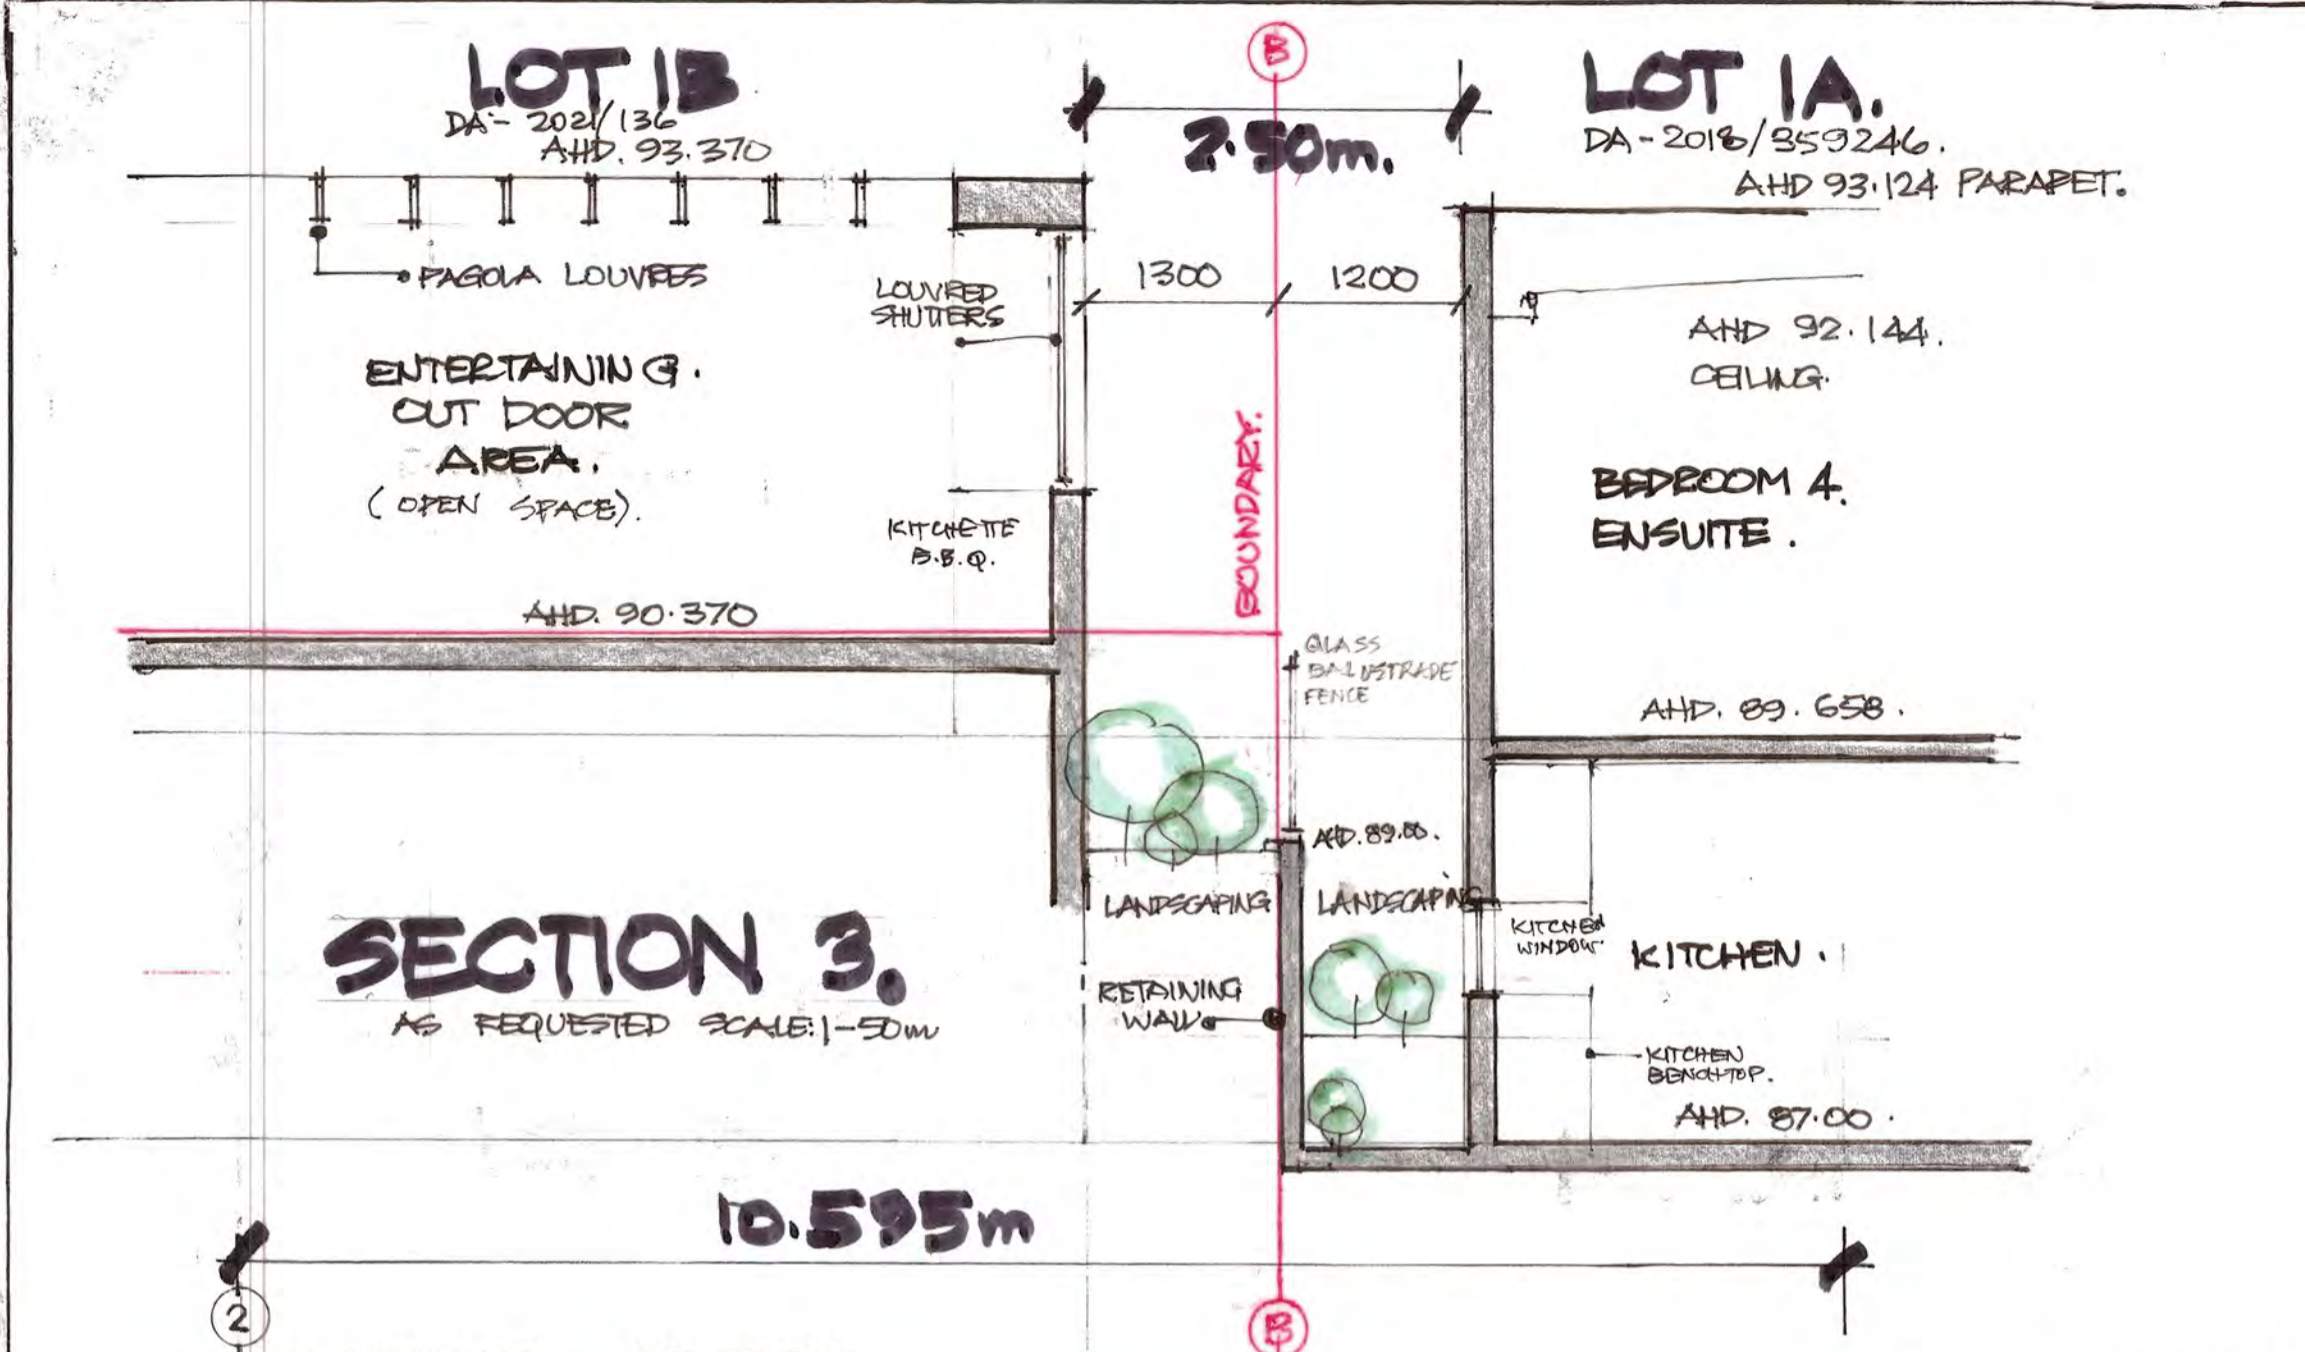 LOT 1B
DA - 2021/136
AHD. 93.370
B
2.50m.
LOT 1A.
DA - 2018/359246.
AHD 93.124 PARAPET.
PAGOLA LOUVRES
LOUVRED
SHUTTERS
1300
1200
AHD 92.144.
CEILING.
ENTERTAINING.
OUT DOOR
AREA.
(OPEN SPACE).
KITCHETTE
B.B.Q.
BOUNDARY.
BEDROOM 4.
ENSUITE.
AHD. 90.370
GLASS
BALUSTRADE
FENCE
AHD. 89.658.
AHD. 89.00.
LANDSCAPING
LANDSCAPING
KITCHEN
WINDOW.
KITCHEN.
SECTION 3.
AS REQUESTED SCALE: 1-50m
RETAINING
WALL
KITCHEN
BENCHTOP.
AHD. 87.00.
10.595m
2
B